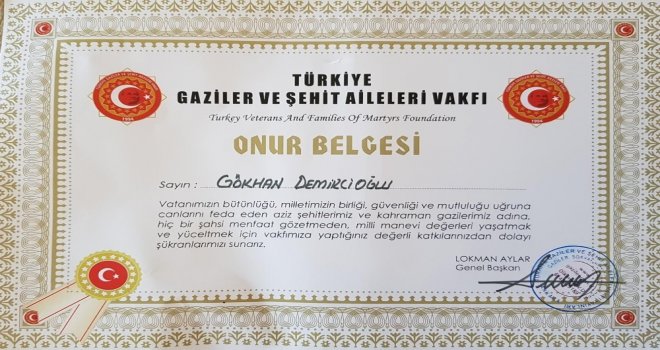 TÜRKİYE
GAZİLER VE ŞEHİT AİLELERİ VAKFI
Turkey Veterans And Families Of Martyrs Foundation
ONUR BELGESİ
Sayın : GÖKHAN DEMİRCİOĞLU
Vatanımızın bütünlüğü, milletimizin birliği, güvenliği ve mutluluğu uğruna
canlarını feda eden aziz şehitlerimiz ve kahraman gazilerimiz adına,
hiç bir şahsi menfaat gözetmeden, milli manevi değerleri yaşatmak
ve yüceltmek için vakfımıza yaptığınız değerli katkılarınızdan dolayı
şükranlarımızı sunarız.
LOKMAN AYLAR
Genel Başkan
1994
1994